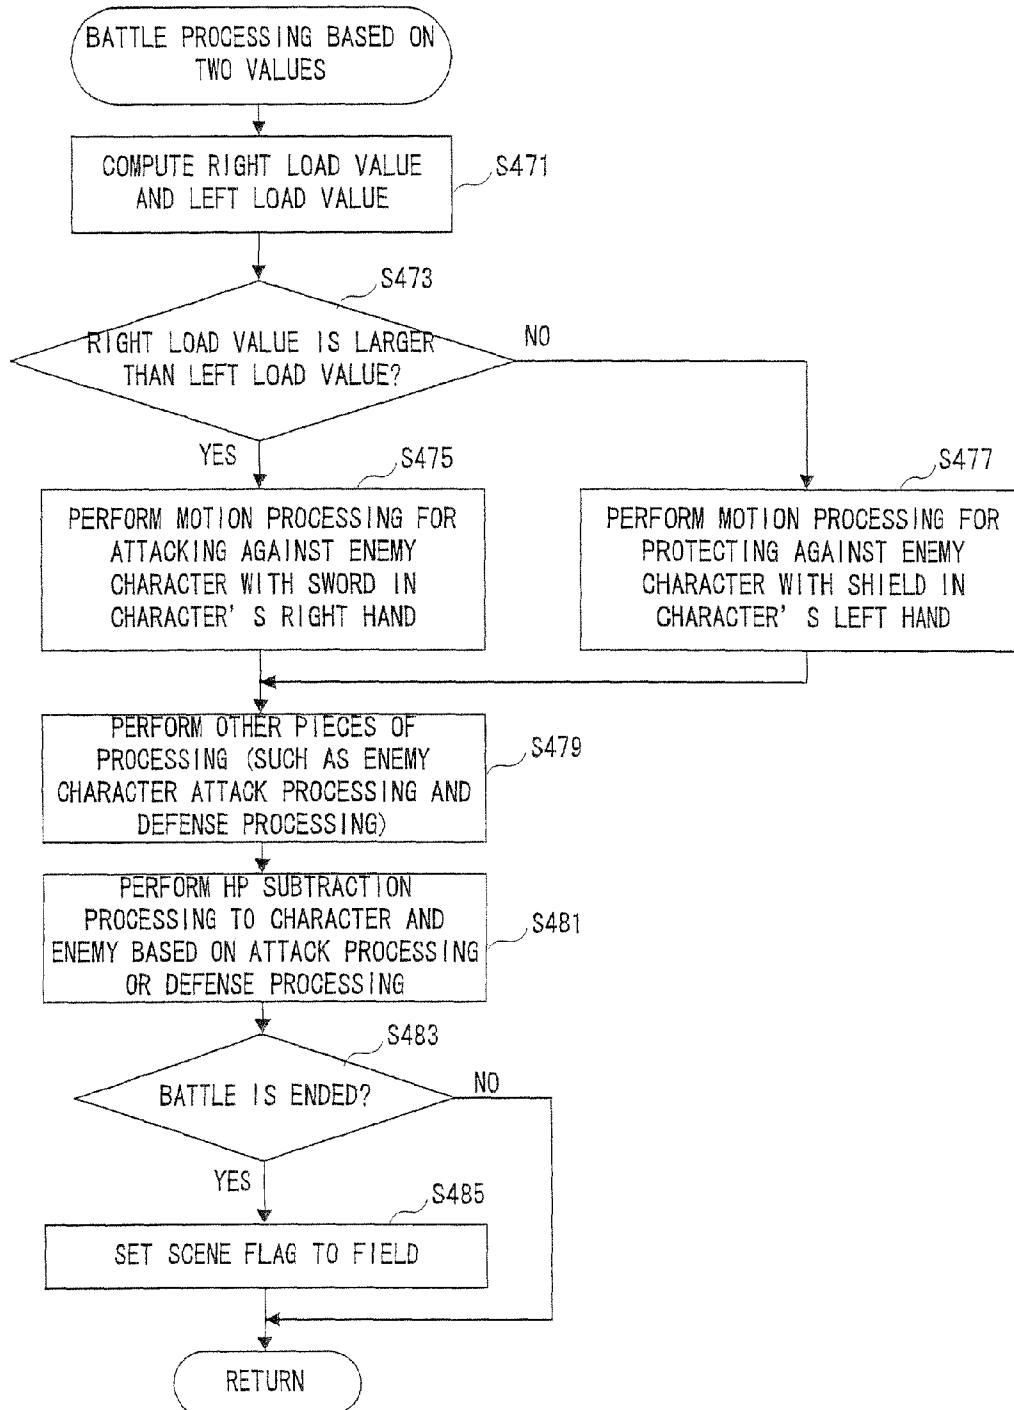 BATTLE PROCESSING BASED ON
TWO VALUES
COMPUTE RIGHT LOAD VALUE
AND LEFT LOAD VALUE
S471
S473
RIGHT LOAD VALUE IS LARGER
THAN LEFT LOAD VALUE?
NO
YES
S475
PERFORM MOTION PROCESSING FOR
ATTACKING AGAINST ENEMY
CHARACTER WITH SWORD IN
CHARACTER'S RIGHT HAND
S477
PERFORM MOTION PROCESSING FOR
PROTECTING AGAINST ENEMY
CHARACTER WITH SHIELD IN
CHARACTER'S LEFT HAND
PERFORM OTHER PIECES OF
PROCESSING (SUCH AS ENEMY
CHARACTER ATTACK PROCESSING AND
DEFENSE PROCESSING)
S479
PERFORM HP SUBTRACTION
PROCESSING TO CHARACTER AND
ENEMY BASED ON ATTACK PROCESSING
OR DEFENSE PROCESSING
S481
S483
BATTLE IS ENDED?
NO
YES
S485
SET SCENE FLAG TO FIELD
RETURN